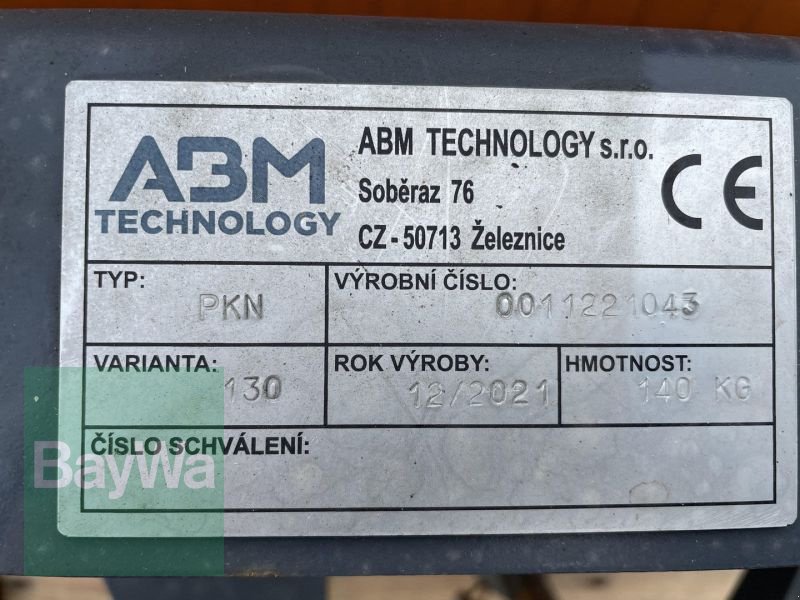 ABM
TECHNOLOGY
ABM TECHNOLOGY s.r.o.
Soběraz 76
CZ - 50713 Železnice
CE
TYP:
PKN
VÝROBNÍ ČÍSLO:
0011221043
VARIANTA:
130
ROK VÝROBY:
12/2021
HMOTNOST:
140 KG
ČÍSLO SCHVÁLENÍ:
BayWa